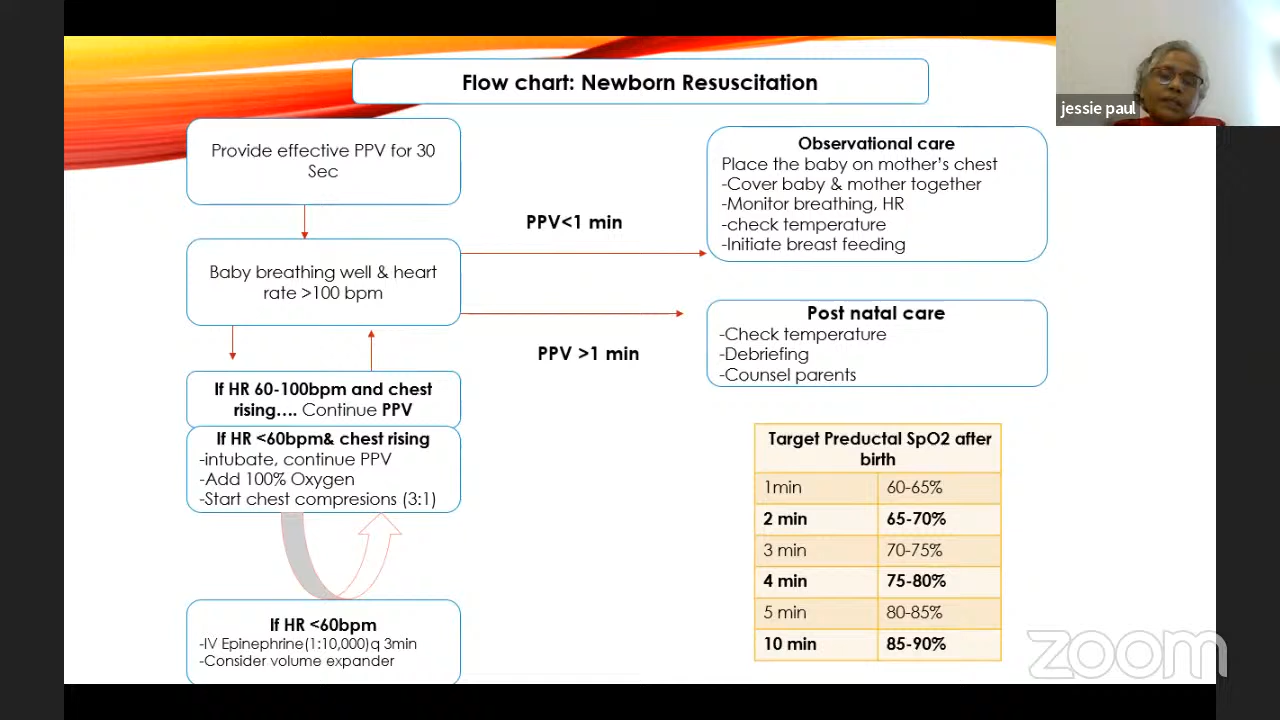 Flow chart: Newborn Resuscitation
jessie paul
Provide effective PPV for 30
Sec
Baby breathing well & heart
rate >100 bpm
PPV<1 min
PPV >1 min
Observational care
Place the baby on mother's chest
-Cover baby & mother together
-Monitor breathing, HR
-check temperature
-Initiate breast feeding
Post natal care
-Check temperature
-Debriefing
-Counsel parents
If HR 60-100bpm and chest
rising.... Continue PPV
If HR <60bpm& chest rising
-intubate, continue PPV
-Add 100% Oxygen
-Start chest compresions (3:1)
If HR <60bpm
-IV Epinephrine(1:10,000)q 3min
-Consider volume expander
Target Preductal SpO2 after
birth
1min 60-65%
2 min 65-70%
3 min 70-75%
4 min 75-80%
5 min 80-85%
10 min 85-90%
zoom